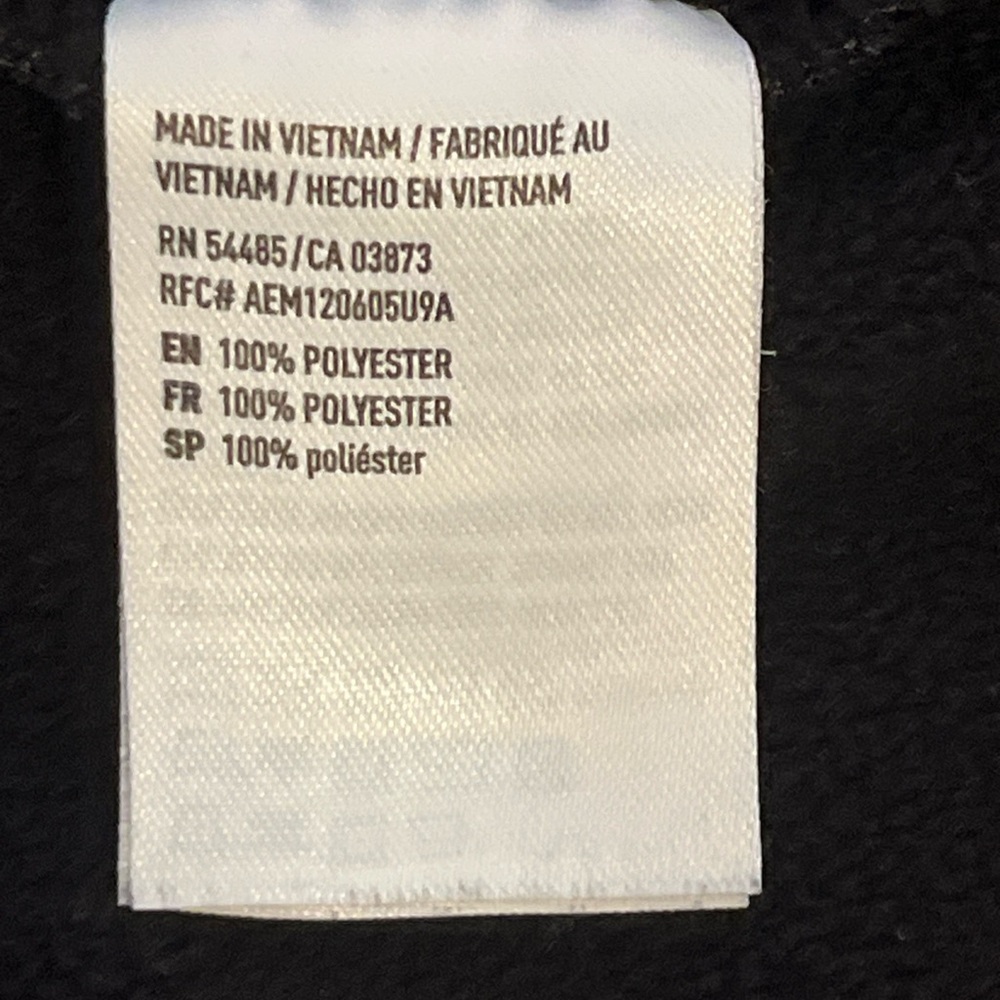 MADE IN VIETNAM / FABRIQUÉ AU
VIETNAM / HECHO EN VIETNAM
RN 54485/CA 03873
RFC# AEM120605U9A
EN 100% POLYESTER
FR 100% POLYESTER
SP 100% poliéster